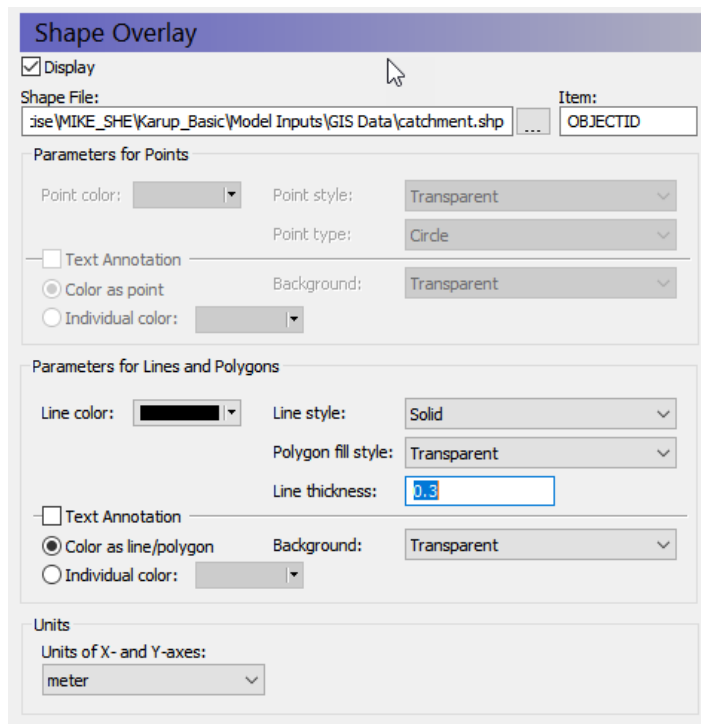 Shape Overlay
Display
Shape File:
Item:
:ise\MIKE_SHE\Karup_Basic\Model Inputs\GIS Data\catchment.shp
...
OBJECTID
Parameters for Points
Point color:
Point style:
Transparent
Point type:
Circle
Text Annotation
Color as point
Background:
Transparent
Individual color:
Parameters for Lines and Polygons
Line color:
Line style:
Solid
Polygon fill style:
Transparent
Line thickness:
0.3
Text Annotation
Color as line/polygon
Background:
Transparent
Individual color:
Units
Units of X- and Y-axes:
meter